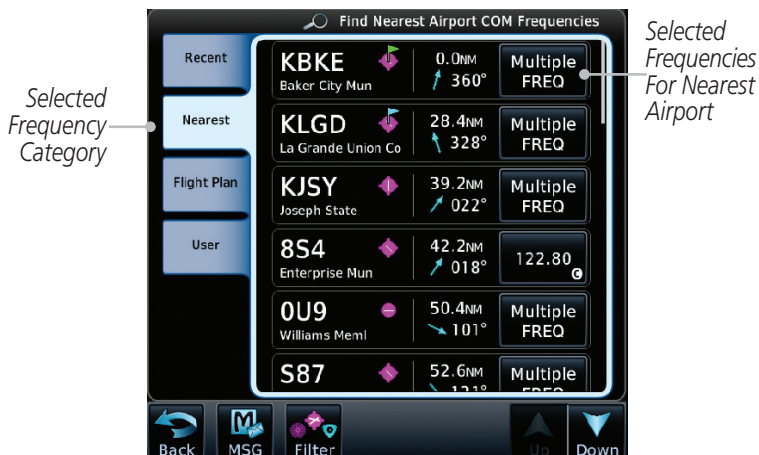 Find Nearest Airport COM Frequencies
Selected
Frequencies
For Nearest
Airport
Selected
Frequency
Category
Recent
Nearest
Flight Plan
User
KBKE
Baker City Mun
0.0NM
360°
Multiple
FREQ
KLGD
La Grande Union Co
28.4NM
328°
Multiple
FREQ
KJSY
Joseph State
39.2NM
022°
Multiple
FREQ
8S4
Enterprise Mun
42.2NM
018°
122.80
C
0U9
Williams Meml
50.4NM
101°
Multiple
FREQ
S87
52.6NM
121°
Multiple
FREQ
Back
MSG
Filter
Up
Down